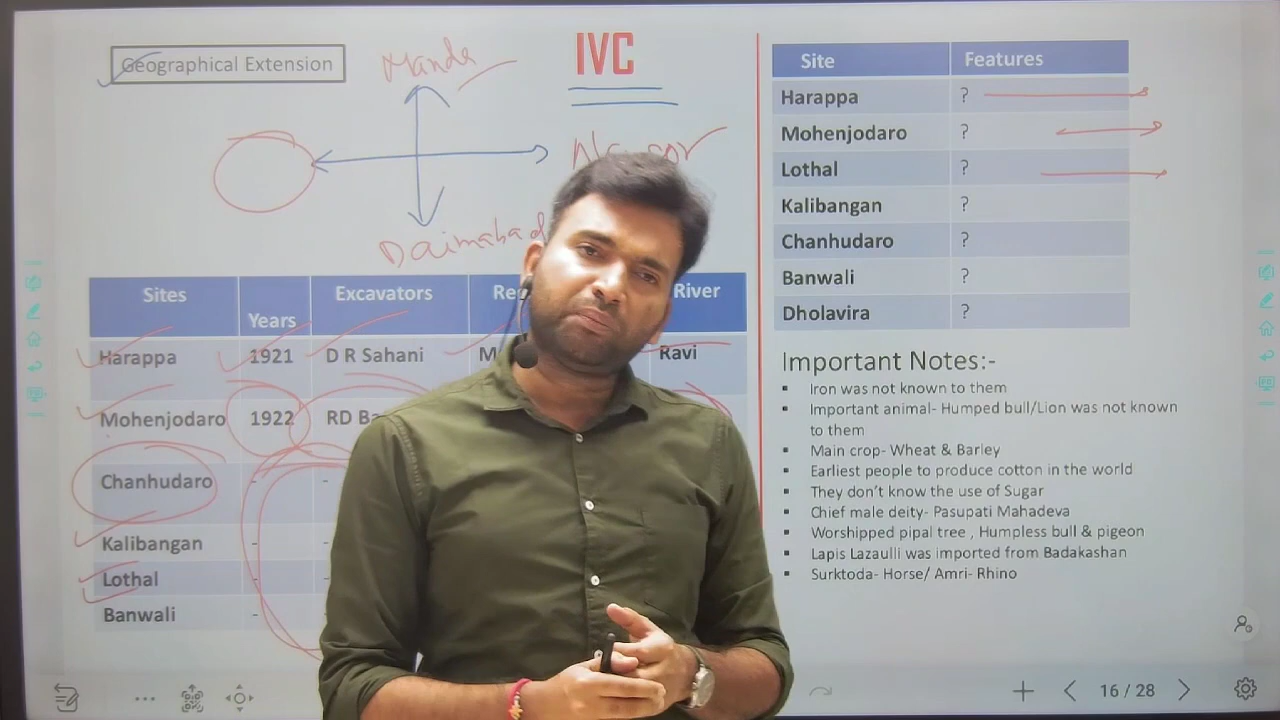 Geographical Extension
Manda
IVC
Daimabad
Sites Years Excavators River
Harappa 1921 D R Sahani Ravi
Mohenjodaro 1922 RD
Chanhudaro - -
Kalibangan - -
Lothal - -
Banwali - -
Site Features
Harappa ?
Mohenjodaro ?
Lothal ?
Kalibangan ?
Chanhudaro ?
Banwali ?
Dholavira ?
Important Notes:-
▪ Iron was not known to them
▪ Important animal- Humped bull/Lion was not known
to them
▪ Main crop- Wheat & Barley
▪ Earliest people to produce cotton in the world
▪ They don’t know the use of Sugar
▪ Chief male deity- Pasupati Mahadeva
▪ Worshipped pipal tree , Humpless bull & pigeon
▪ Lapis Lazaulli was imported from Badakashan
▪ Surktoda- Horse/ Amri- Rhino
16 / 28